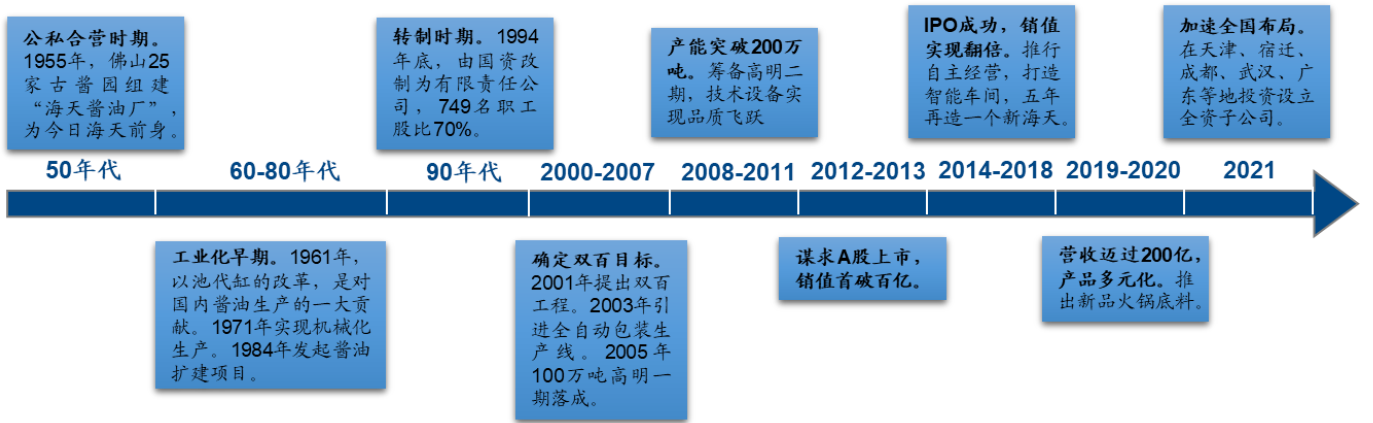 公私合营时期。
1955年，佛山25
家古酱园组建
“海天酱油厂”，
为今日海天前身。
转制时期。1994
年底，由国资改
制为有限责任公
司，749名职工
股比70%。
产能突破200万
吨。筹备高明二
期，技术设备实
现品质飞跃
IPO成功，销值
实现翻倍。推行
自主经营，打造
智能车间，五年
再造一个新海天。
加速全国布局。
在天津、宿迁、
成都、武汉、广
东等地投资设立
全资子公司。
50年代
60-80年代
90年代
2000-2007
2008-2011
2012-2013
2014-2018
2019-2020
2021
工业化早期。1961年，
以池代缸的改革，是对
国内酱油生产的一大贡
献。1971年实现机械化
生产。1984年发起酱油
扩建项目。
确定双百目标。
2001年提出双百
工程。2003年引
进全自动包装生
产线。2005年
100万吨高明一
期落成。
谋求A股上市，
销值首破百亿。
营收迈过200亿，
产品多元化。推
出新品火锅底料。